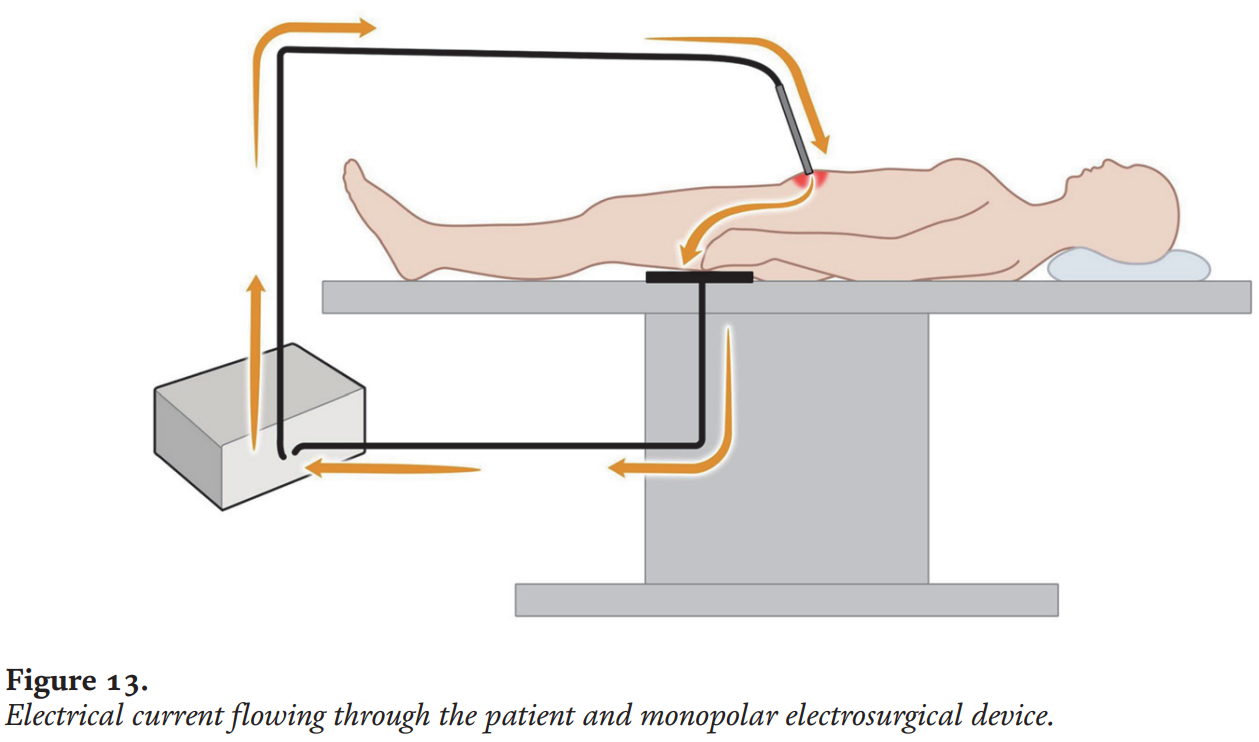 Figure 13.
Electrical current flowing through the patient and monopolar electrosurgical device.